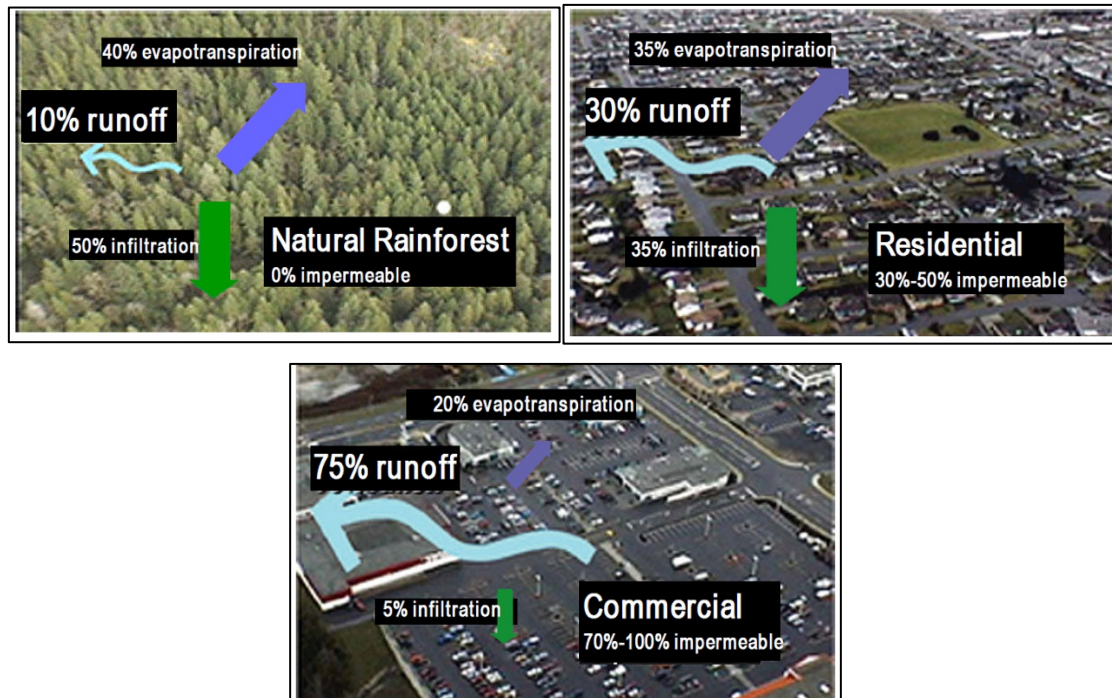 40% evapotranspiration
10% runoff
50% infiltration
Natural Rainforest
0% impermeable
35% evapotranspiration
30% runoff
35% infiltration
Residential
30%-50% impermeable
20% evapotranspiration
75% runoff
5% infiltration
Commercial
70%-100% impermeable